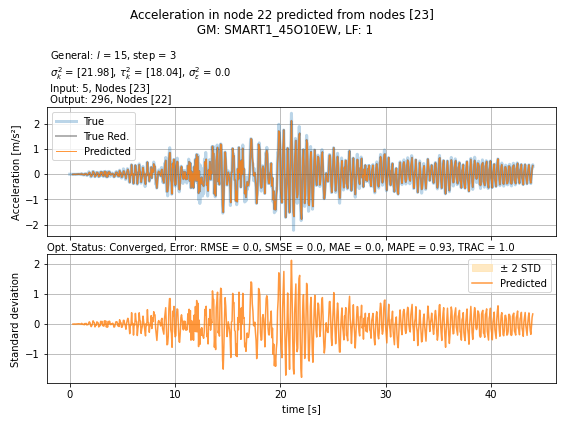 Acceleration in node 22 predicted from nodes [23]
GM: SMART1_45O10EW, LF: 1
General: l = 15, step = 3
σ²ₖ = [21.98], τ²ₖ = [18.04], σ²ε = 0.0
Input: 5, Nodes [23]
Output: 296, Nodes [22]
True
True Red.
Predicted
Acceleration [m/s²]
2
1
0
−1
−2
Opt. Status: Converged, Error: RMSE = 0.0, SMSE = 0.0, MAE = 0.0, MAPE = 0.93, TRAC = 1.0
± 2 STD
Predicted
Standard deviation
2
1
0
−1
0 10 20 30 40
time [s]